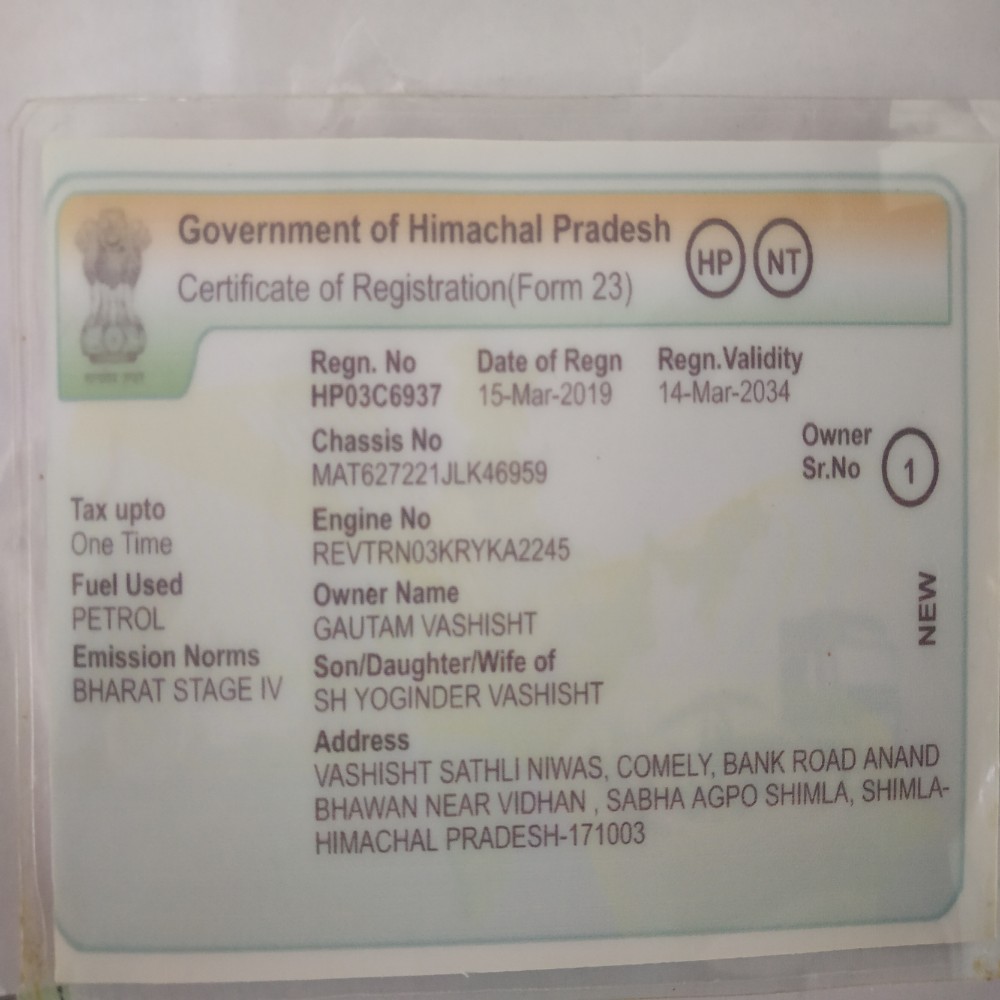 Government of Himachal Pradesh
HP NT
Certificate of Registration(Form 23)
Regn. No Date of Regn Regn.Validity
HP03C6937 15-Mar-2019 14-Mar-2034
Chassis No
MAT627221JLK46959
Owner
Sr.No 1
Tax upto
One Time
Engine No
REVTRN03KRYKA2245
Fuel Used
PETROL
Owner Name
GAUTAM VASHISHT
NEW
Emission Norms
BHARAT STAGE IV
Son/Daughter/Wife of
SH YOGINDER VASHISHT
Address
VASHISHT SATHLI NIWAS, COMELY, BANK ROAD ANAND
BHAWAN NEAR VIDHAN , SABHA AGPO SHIMLA, SHIMLA-
HIMACHAL PRADESH-171003